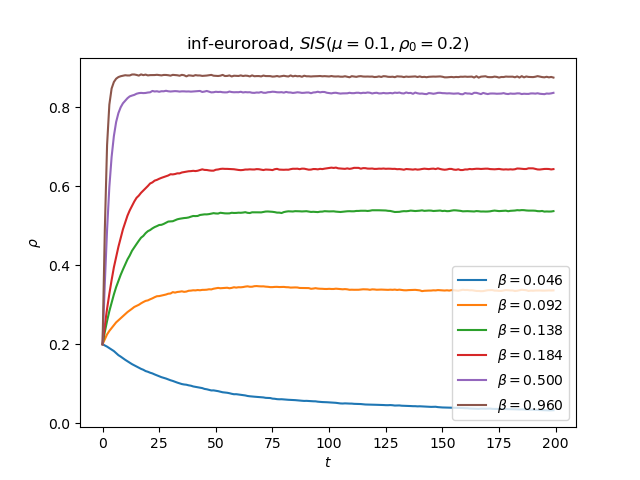 inf-euroroad, SIS(μ = 0.1, ρ₀ = 0.2)
ρ
0.8
0.6
0.4
0.2
0.0
β = 0.046
β = 0.092
β = 0.138
β = 0.184
β = 0.500
β = 0.960
0 25 50 75 100 125 150 175 200
t